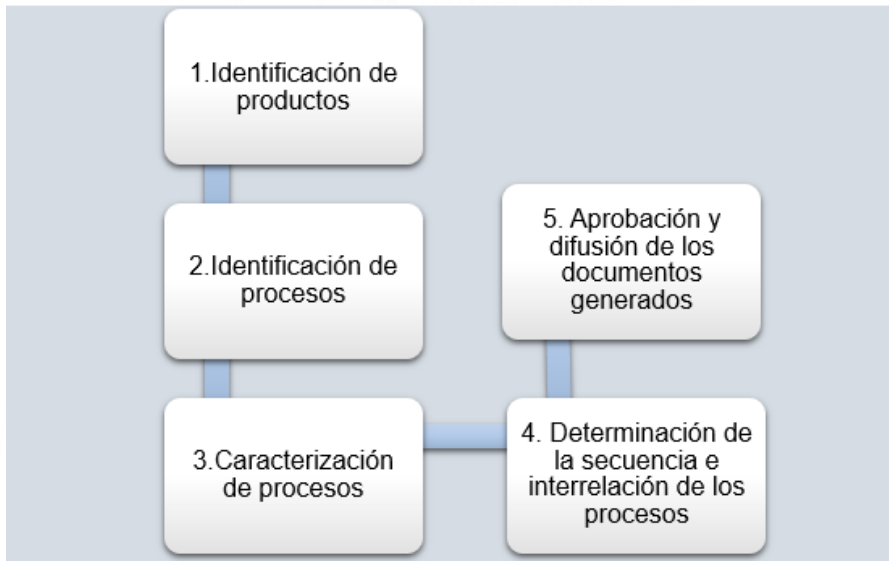 1.Identificación de
productos
2.Identificación de
procesos
3.Caracterización
de procesos
4. Determinación de
la secuencia e
interrelación de los
procesos
5. Aprobación y
difusión de los
documentos
generados